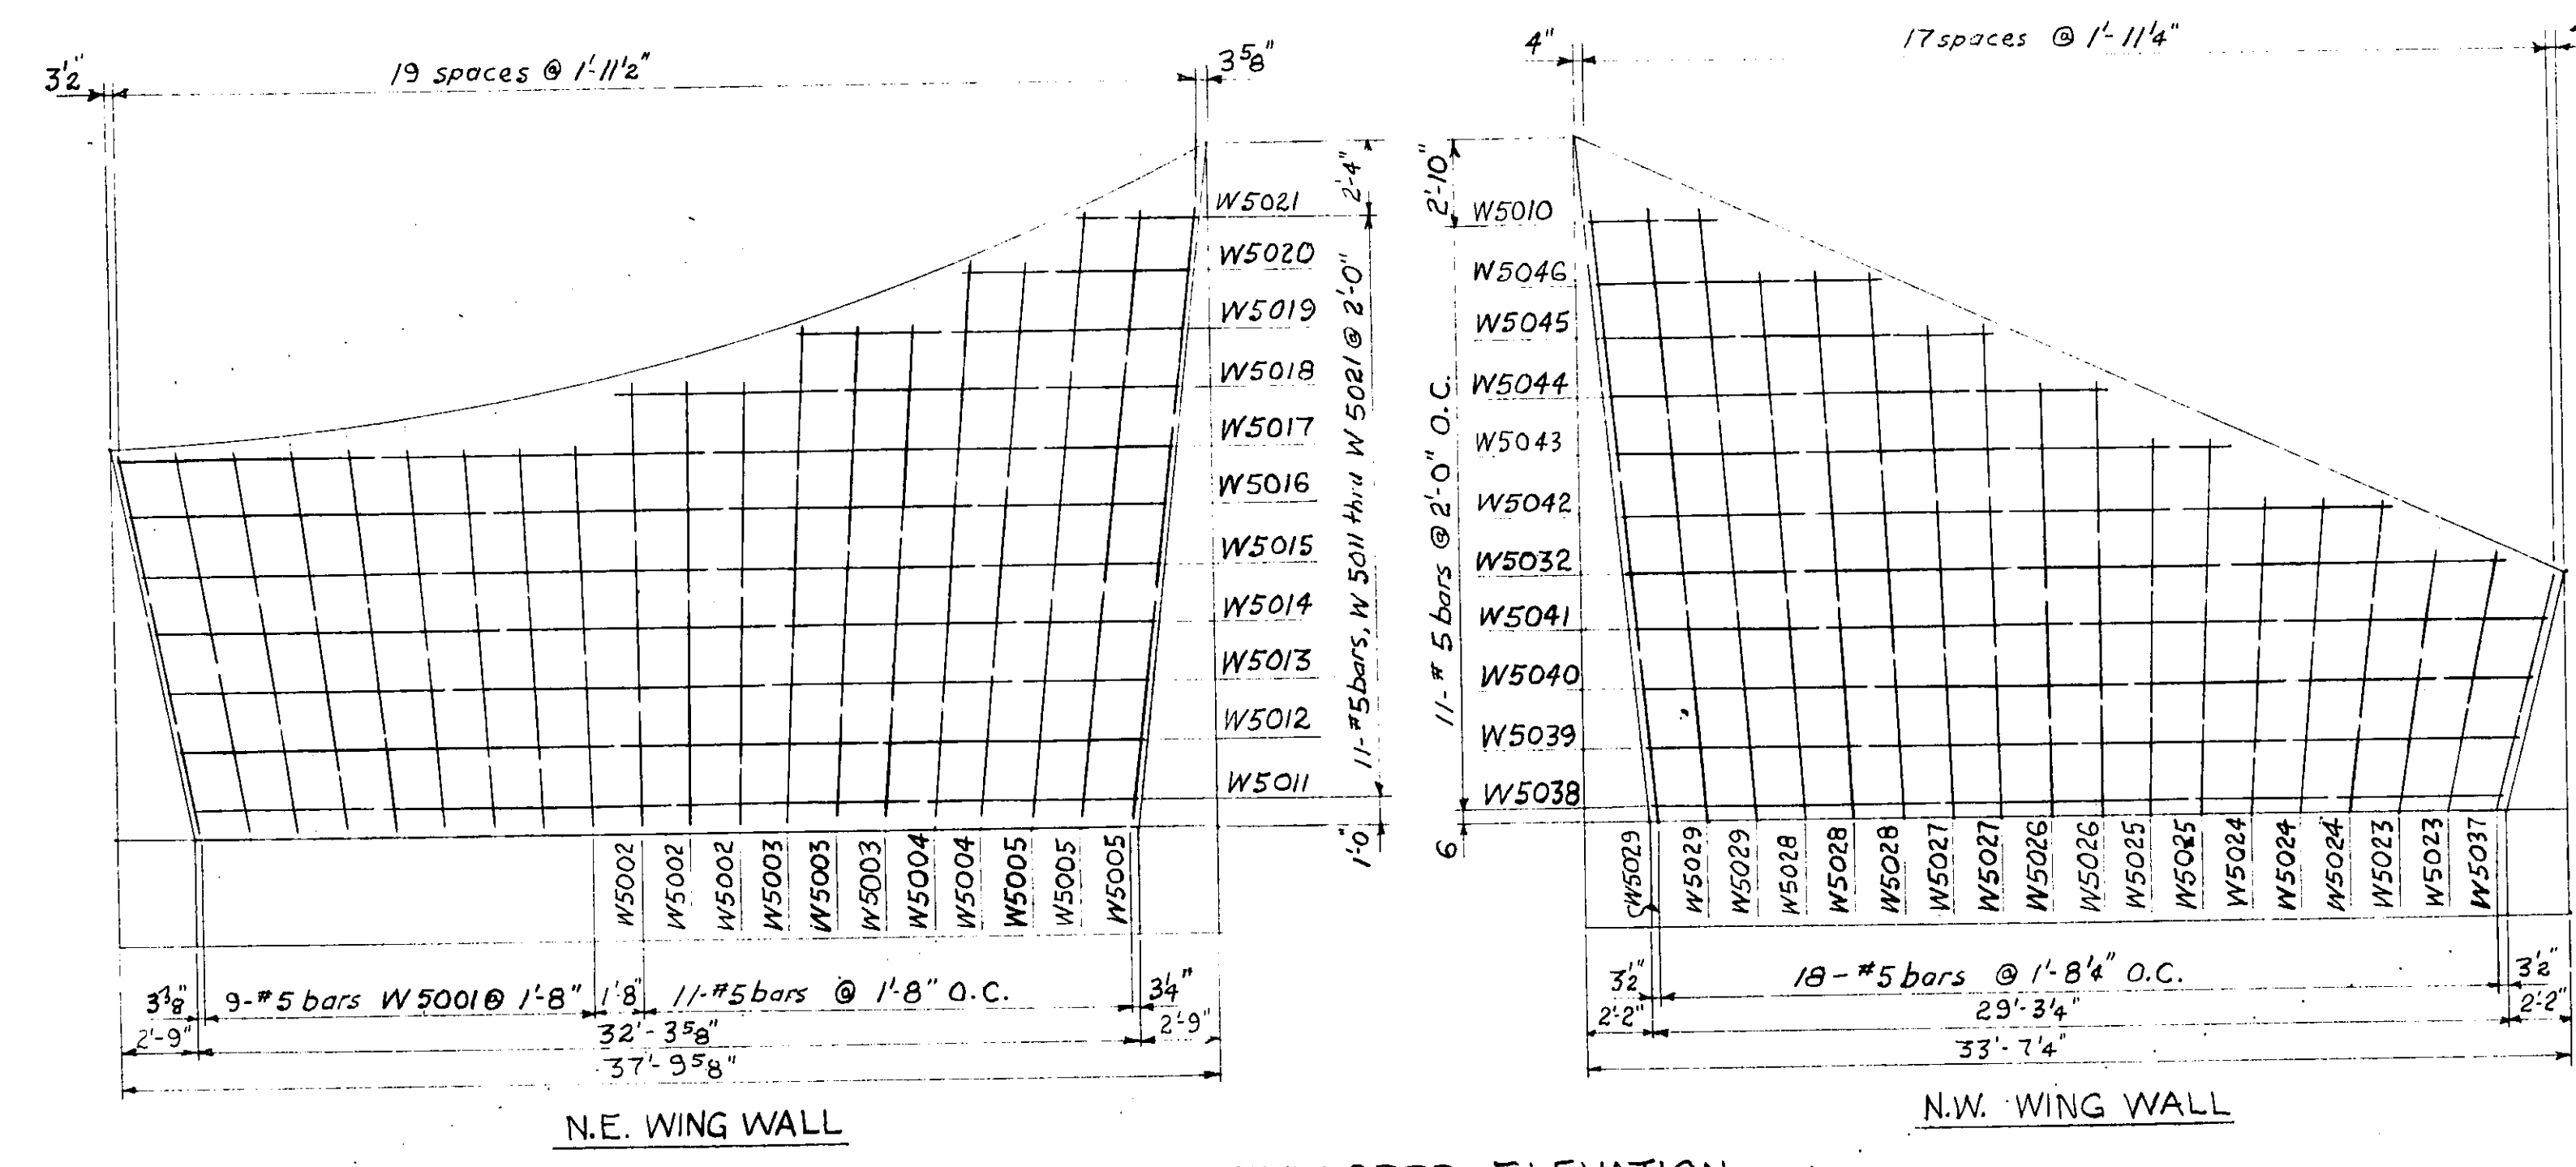 3½"
19 spaces @ 1'-11½"
3⅝"
4"
17 spaces @ 1'-11¼"
2'-4"
11-#5 bars, W 5011 thru W 5021 @ 2'-0"
1'-0"
W5021
W5020
W5019
W5018
W5017
W5016
W5015
W5014
W5013
W5012
W5011
W5002
W5002
W5002
W5003
W5003
W5003
W5004
W5004
W5005
W5005
W5005
9-#5 bars W5001 @ 1'-8"
1'-8"
11-#5 bars @ 1'-8" O.C.
3¼"
2'-9"
32'-3⅝"
2'-9"
37'-9⅝"
N.E. WING WALL
2'-10"
11-#5 bars @ 2'-0" O.C.
6
W5010
W5046
W5045
W5044
W5043
W5042
W5032
W5041
W5040
W5039
W5038
W5029
W5029
W5029
W5028
W5028
W5028
W5027
W5027
W5026
W5026
W5025
W5025
W5024
W5024
W5024
W5023
W5023
W5037
3½"
18-#5 bars @ 1'-8¼" O.C.
3½"
2'-2"
29'-3¼"
2'-2"
33'-7¼"
N.W. WING WALL
ELEVATION